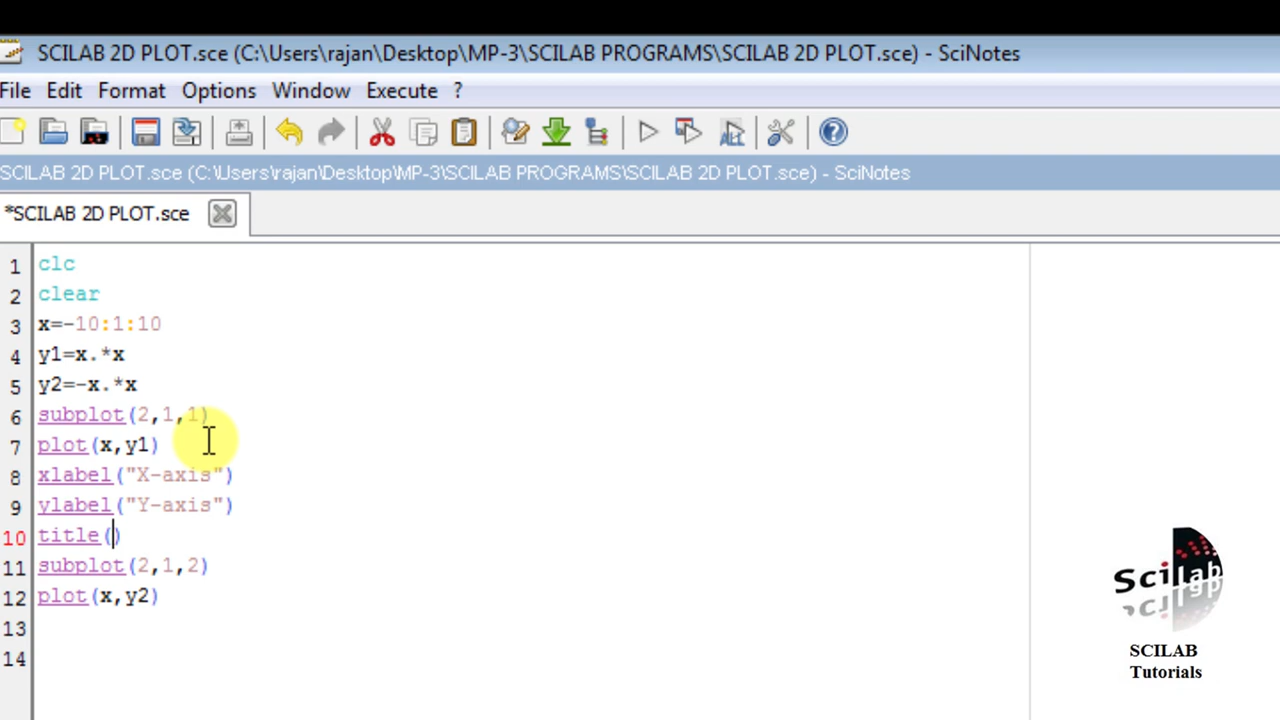 SCILAB 2D PLOT.sce (C:\Users\rajan\Desktop\MP-3\SCILAB PROGRAMS\SCILAB 2D PLOT.sce) - SciNotes
File Edit Format Options Window Execute ?
SCILAB 2D PLOT.sce (C:\Users\rajan\Desktop\MP-3\SCILAB PROGRAMS\SCILAB 2D PLOT.sce) - SciNotes
*SCILAB 2D PLOT.sce
1 clc
2 clear
3 x=-10:1:10
4 y1=x.*x
5 y2=-x.*x
6 subplot(2,1,1)
7 plot(x,y1)
8 xlabel("X-axis")
9 ylabel("Y-axis")
10 title()
11 subplot(2,1,2)
12 plot(x,y2)
13
14
Scilab
SCILAB
Tutorials